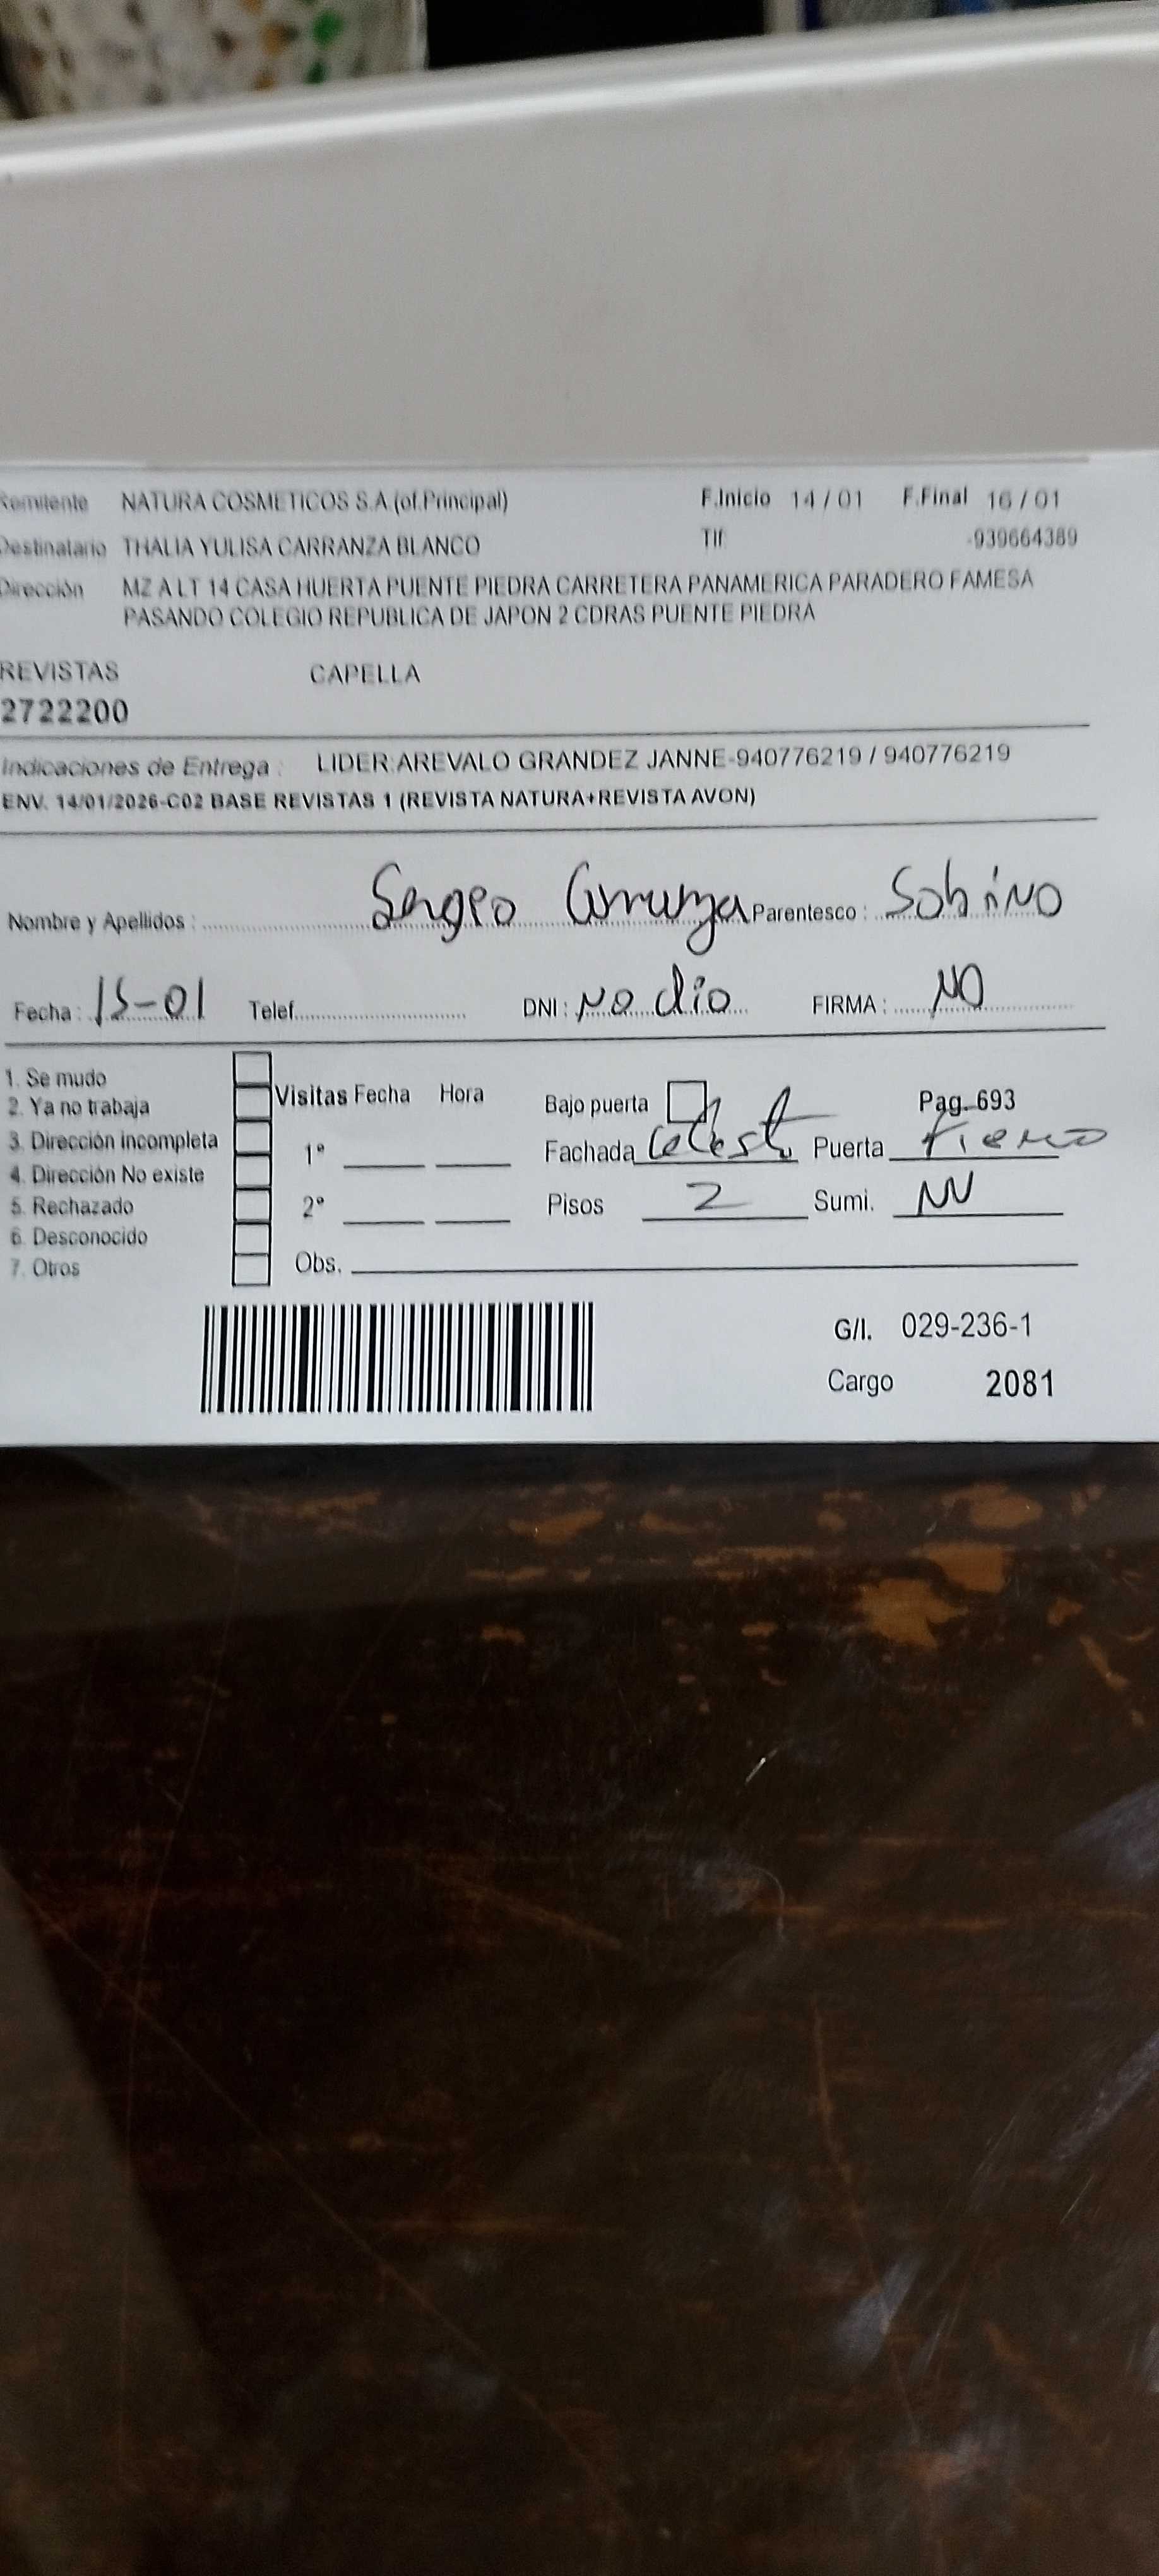 Remitente NATURA COSMETICOS S.A (of.Principal) F.Inicio 14 / 01 F.Final 16 / 01
Destinatario THALIA YULISA CARRANZA BLANCO Tlf -939664389
Dirección MZ A LT 14 CASA HUERTA PUENTE PIEDRA CARRETERA PANAMERICA PARADERO FAMESA
PASANDO COLEGIO REPUBLICA DE JAPON 2 CDRAS PUENTE PIEDRA
REVISTAS CAPELLA
2722200
Indicaciones de Entrega : LIDER:AREVALO GRANDEZ JANNE-940776219 / 940776219
ENV. 14/01/2026-C02 BASE REVISTAS 1 (REVISTA NATURA+REVISTA AVON)
Nombre y Apellidos : Parentesco : Sobrino
Fecha : 15-01 Telef. DNI : No dio FIRMA : NO
1. Se mudo
2. Ya no trabaja Visitas Fecha Hora Bajo puerta Pag. 693
3. Dirección incompleta 1° Fachada Celeste Puerta Fierro
4. Dirección No existe
5. Rechazado 2° Pisos 2 Sumi.
6. Desconocido
7. Otros Obs.
G/I. 029-236-1
Cargo 2081